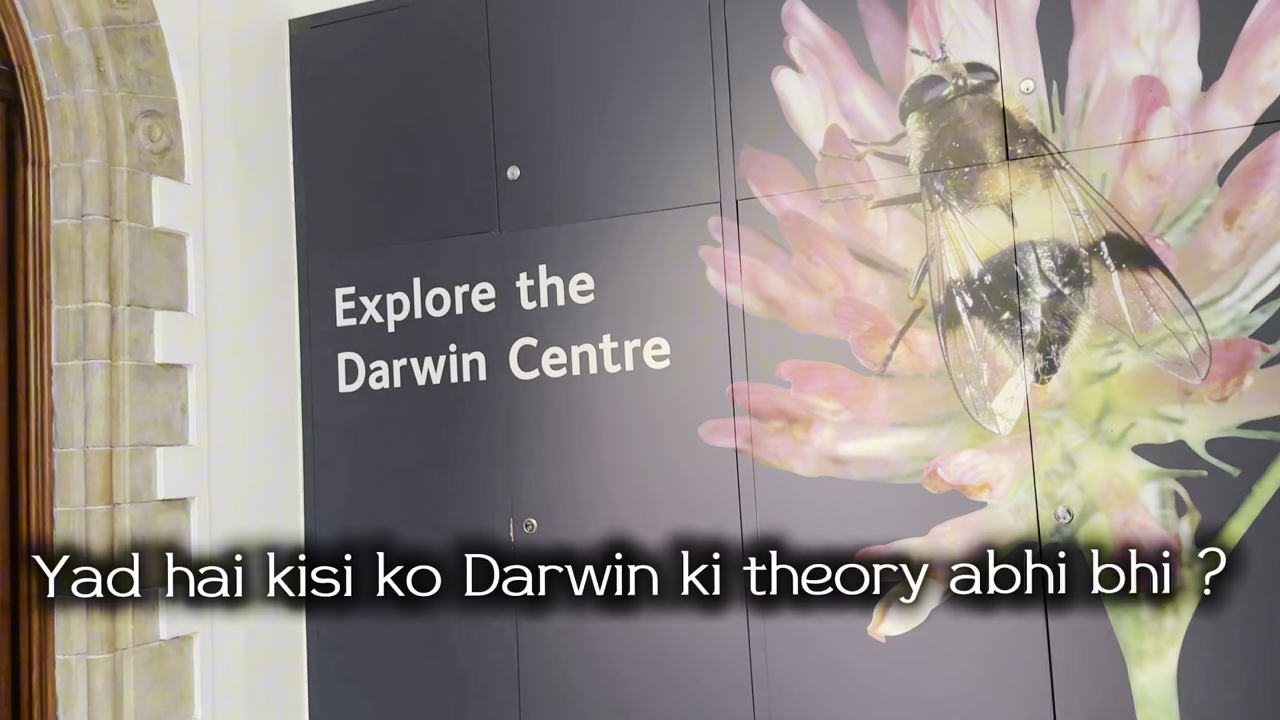 Explore the
Darwin Centre
Yad hai kisi ko Darwin ki theory abhi bhi ?